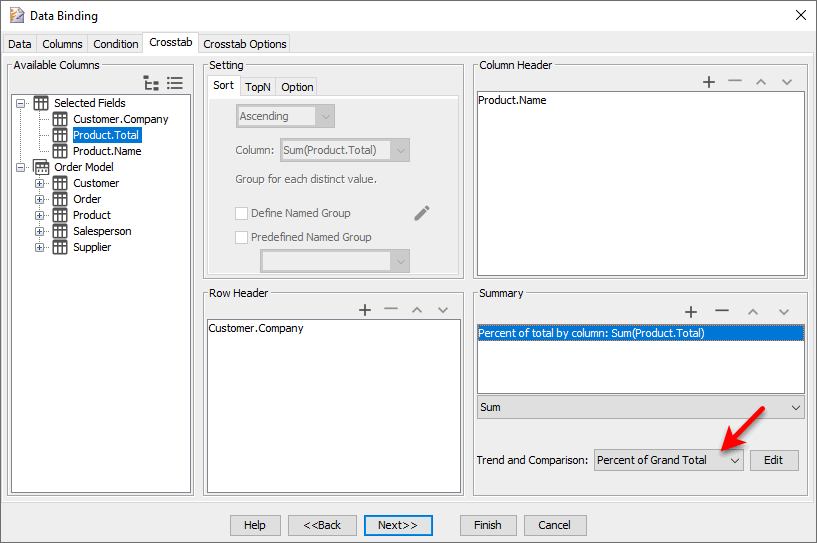 Data Binding
Data Columns Condition Crosstab Crosstab Options
Available Columns
Selected Fields
Customer.Company
Product.Total
Product.Name
Order Model
Customer
Order
Product
Salesperson
Supplier
Setting
Sort TopN Option
Ascending
Column: Sum(Product.Total)
Group for each distinct value.
Define Named Group
Predefined Named Group
Column Header
Product.Name
Row Header
Customer.Company
Summary
Percent of total by column: Sum(Product.Total)
Sum
Trend and Comparison: Percent of Grand Total Edit
Help <<Back Next>> Finish Cancel